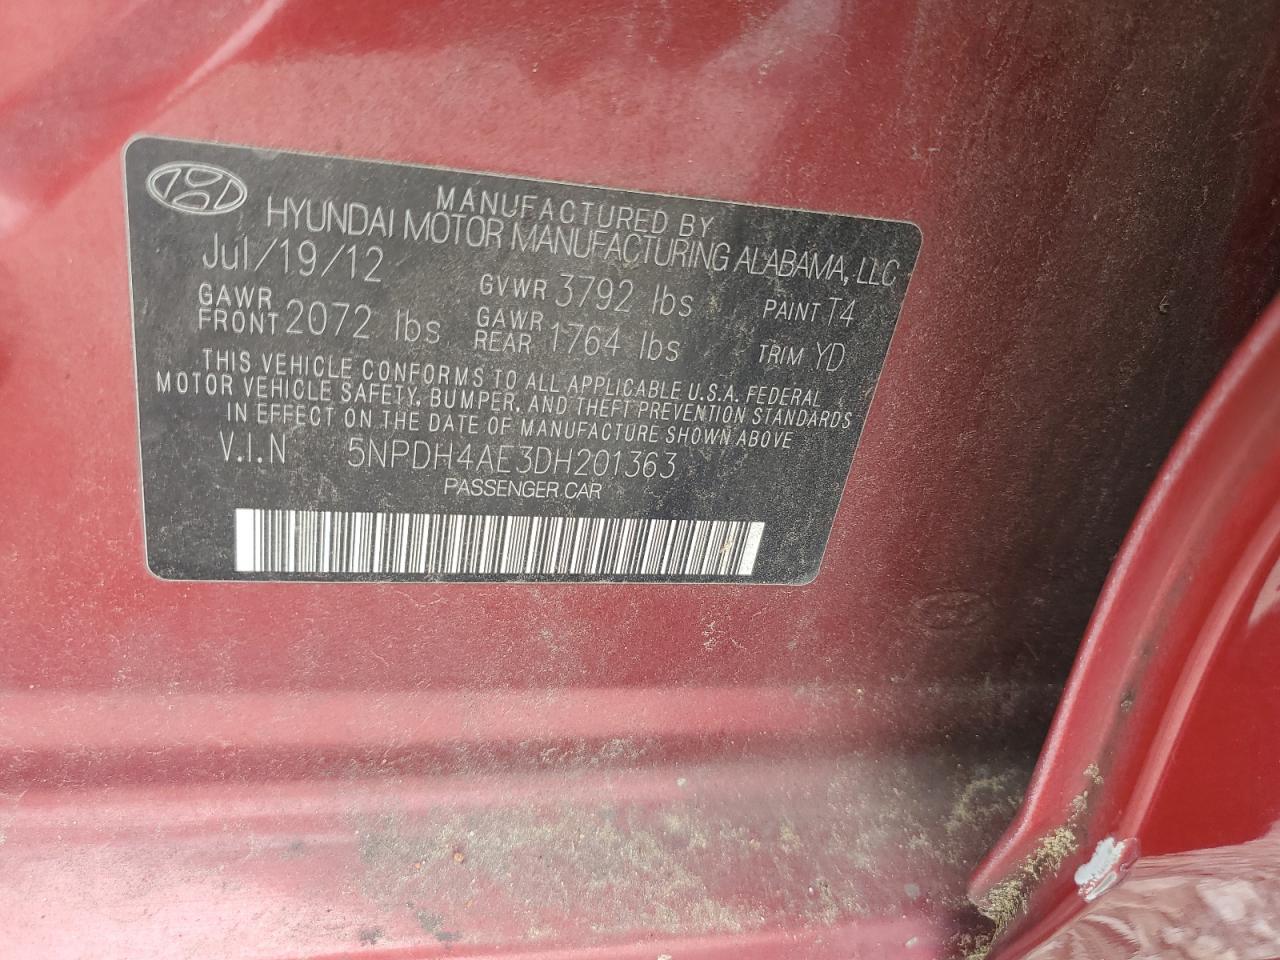 MANUFACTURED BY
HYUNDAI MOTOR MANUFACTURING ALABAMA, LLC
Jul/19/12 GVWR 3792 lbs PAINT T4
GAWR FRONT 2072 lbs GAWR REAR 1764 lbs TRIM YD
THIS VEHICLE CONFORMS TO ALL APPLICABLE U.S.A. FEDERAL
MOTOR VEHICLE SAFETY, BUMPER, AND THEFT PREVENTION STANDARDS
IN EFFECT ON THE DATE OF MANUFACTURE SHOWN ABOVE
V.I.N 5NPDH4AE3DH201363
PASSENGER CAR